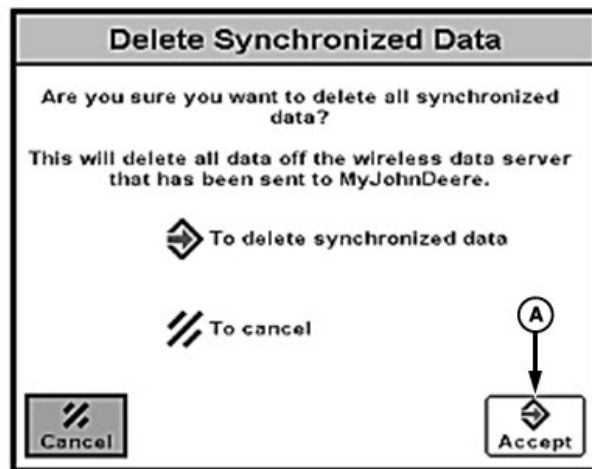 Delete Synchronized Data
Are you sure you want to delete all synchronized
data?
This will delete all data off the wireless data server
that has been sent to MyJohnDeere.
To delete synchronized data
To cancel
A
Cancel
Accept